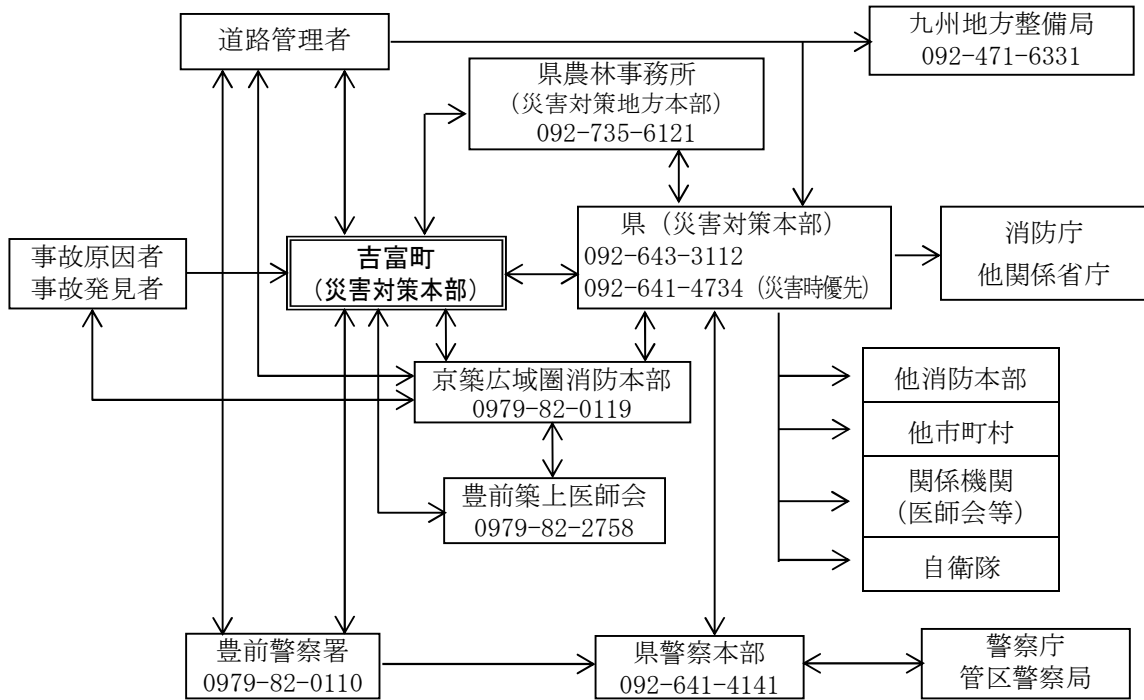 道路管理者
九州地方整備局
092-471-6331
県農林事務所
(災害対策地方本部)
092-735-6121
事故原因者
事故発見者
吉富町
(災害対策本部)
県 (災害対策本部)
092-643-3112
092-641-4734 (災害時優先)
消防庁
他関係省庁
京築広域圏消防本部
0979-82-0119
他消防本部
他市町村
関係機関
(医師会等)
自衛隊
豊前築上医師会
0979-82-2758
豊前警察署
0979-82-0110
県警察本部
092-641-4141
警察庁
管区警察局